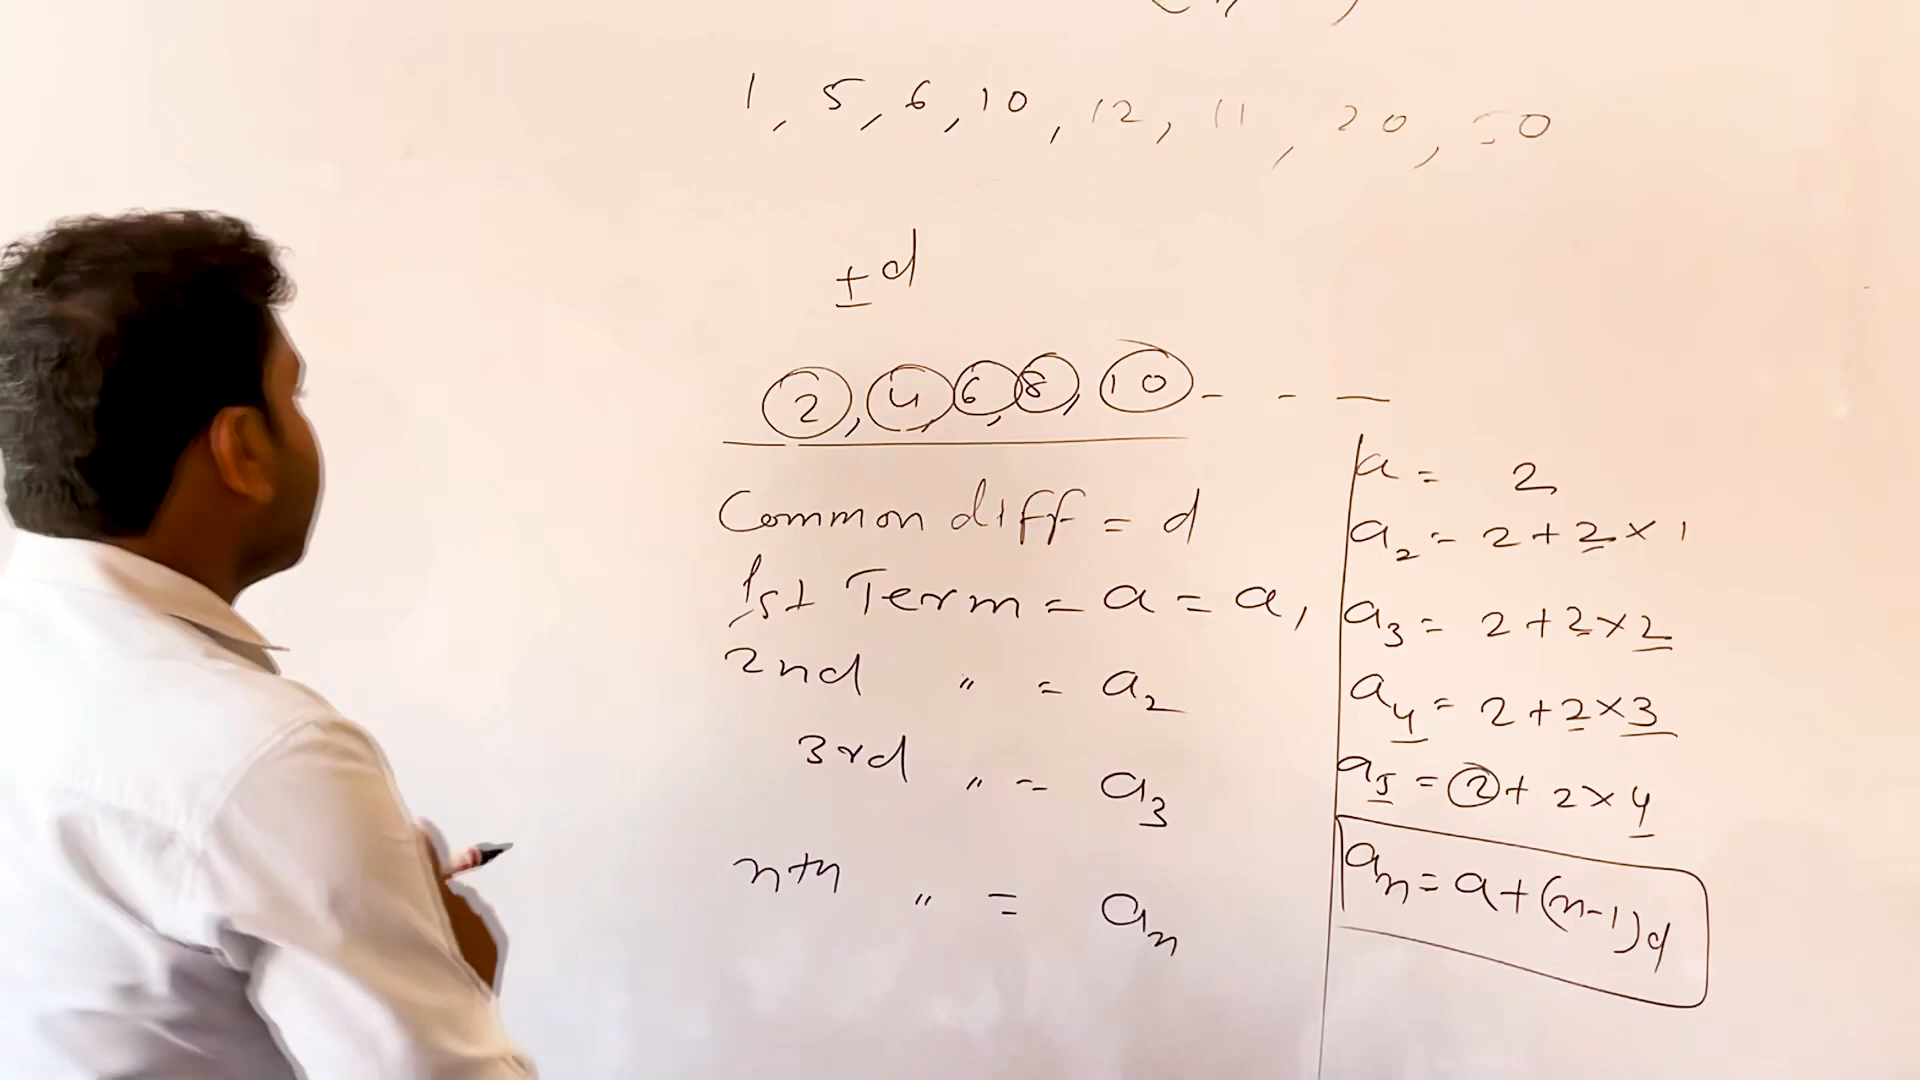 1, 5, 6, 10, 12, 11, 20, 50
±d
2, 4, 6, 8, 10 - - -
Common diff = d
1st Term = a = a,
2nd " = a₂
3rd " = a₃
nth " = aₙ
a = 2
a₂ = 2 + 2 × 1
a₃ = 2 + 2 × 2
a₄ = 2 + 2 × 3
a₅ = 2 + 2 × 4
aₙ = a + (n-1)d